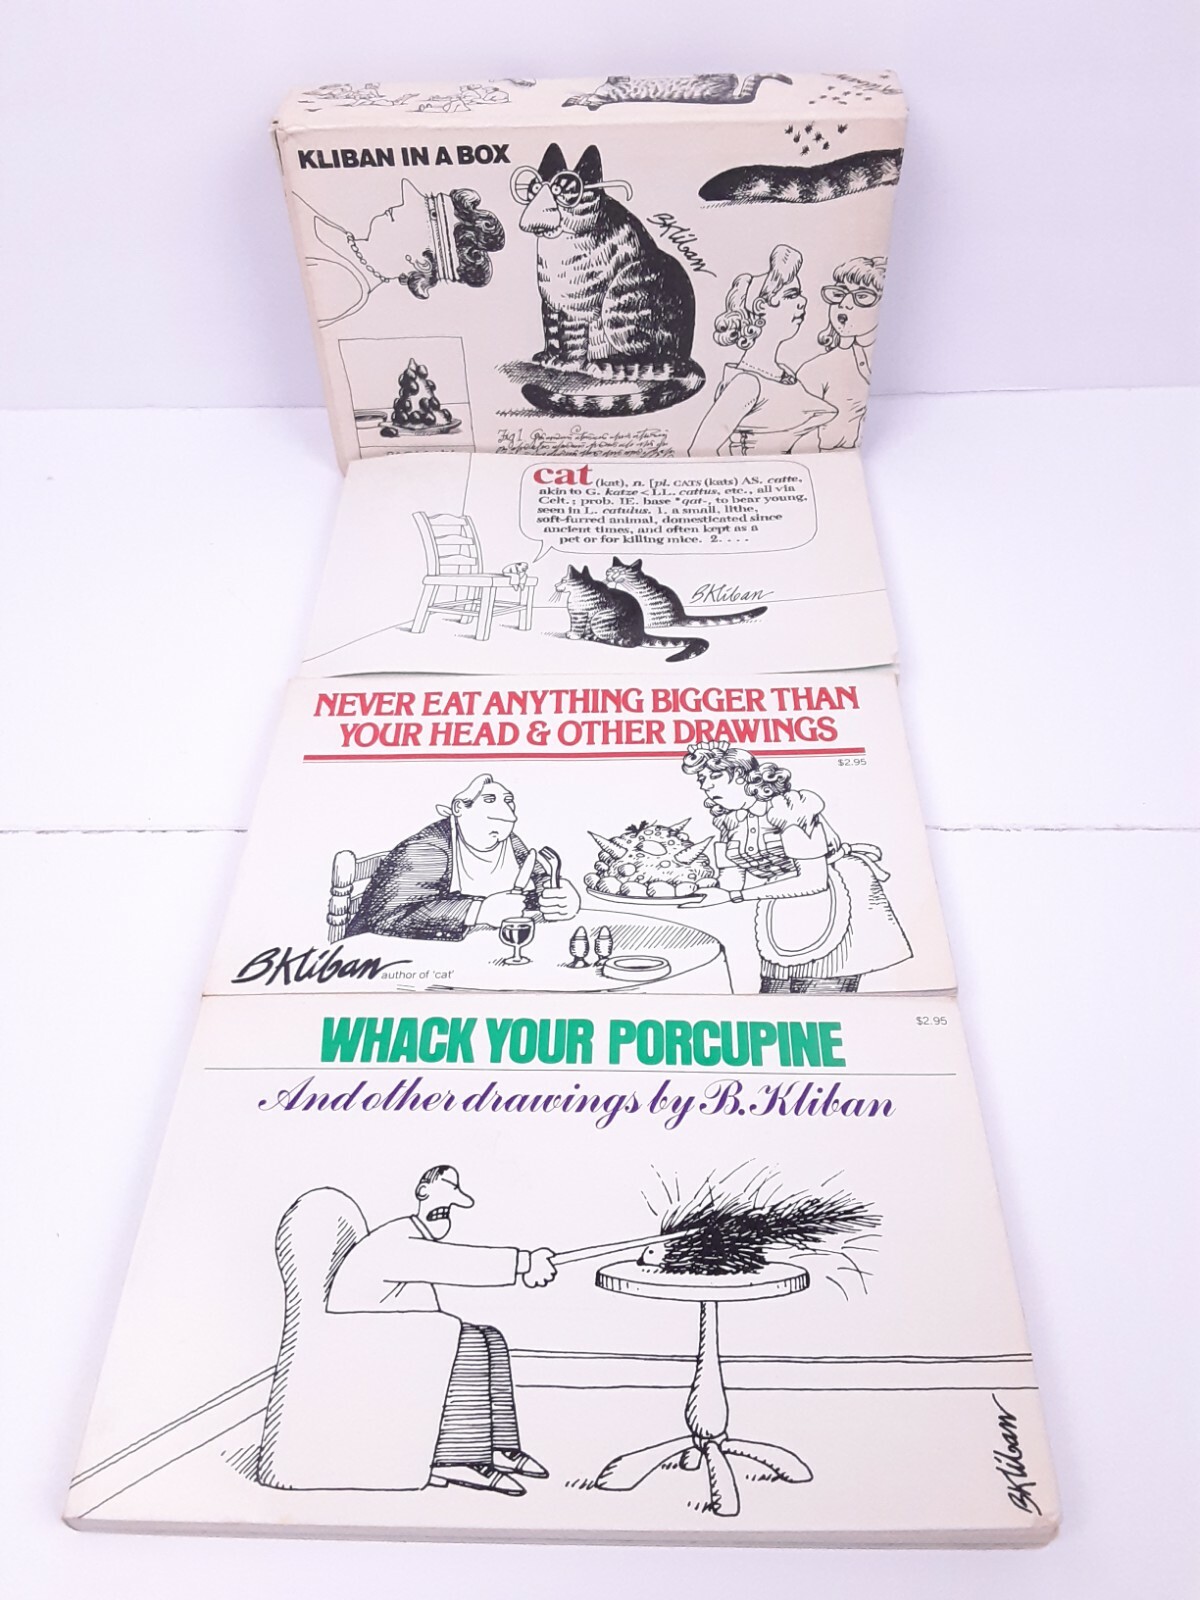 KLIBAN IN A BOX
BKliban
cat (kat), n. [pl. CATS (kats) AS. catte,
akin to G. katze < LL. cattus, etc., all via
Celt.; prob. IE. base *qat-, to bear young,
seen in L. catulus. 1. a small, lithe,
soft-furred animal, domesticated since
ancient times, and often kept as a
pet or for killing mice. 2. . . .
BKliban
NEVER EAT ANYTHING BIGGER THAN
YOUR HEAD & OTHER DRAWINGS
$2.95
BKliban author of 'cat'
$2.95
WHACK YOUR PORCUPINE
And other drawings by B. Kliban
BKliban